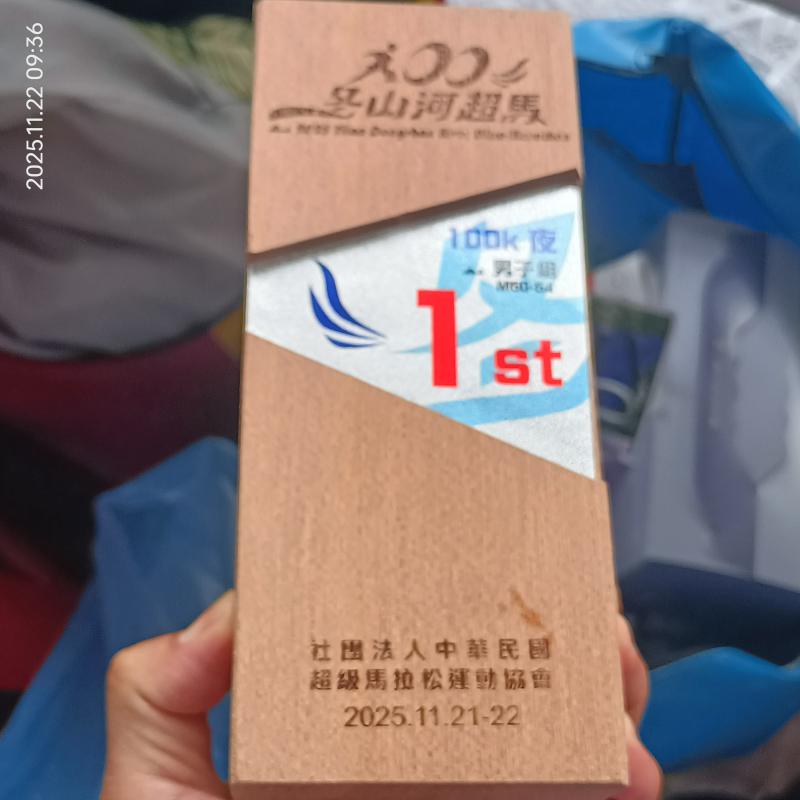 2025.11.22 09:36
100
山河超馬
100k 夜
男子組
M60-64
1st
社團法人中華民國
超級馬拉松運動協會
2025.11.21-22